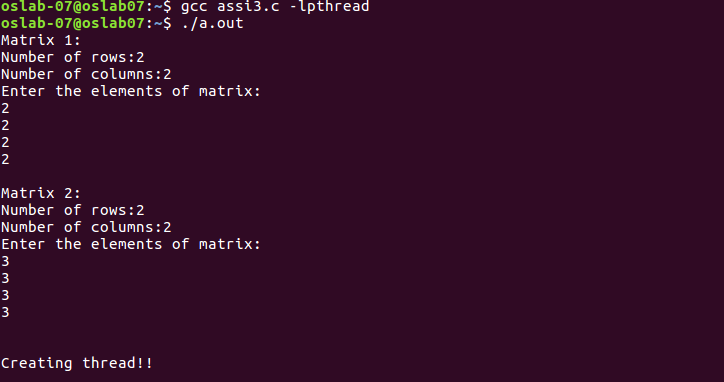 oslab-07@oslab07:~$ gcc assi3.c -lpthread
oslab-07@oslab07:~$ ./a.out
Matrix 1:
Number of rows:2
Number of columns:2
Enter the elements of matrix:
2
2
2
2
Matrix 2:
Number of rows:2
Number of columns:2
Enter the elements of matrix:
3
3
3
3
Creating thread!!